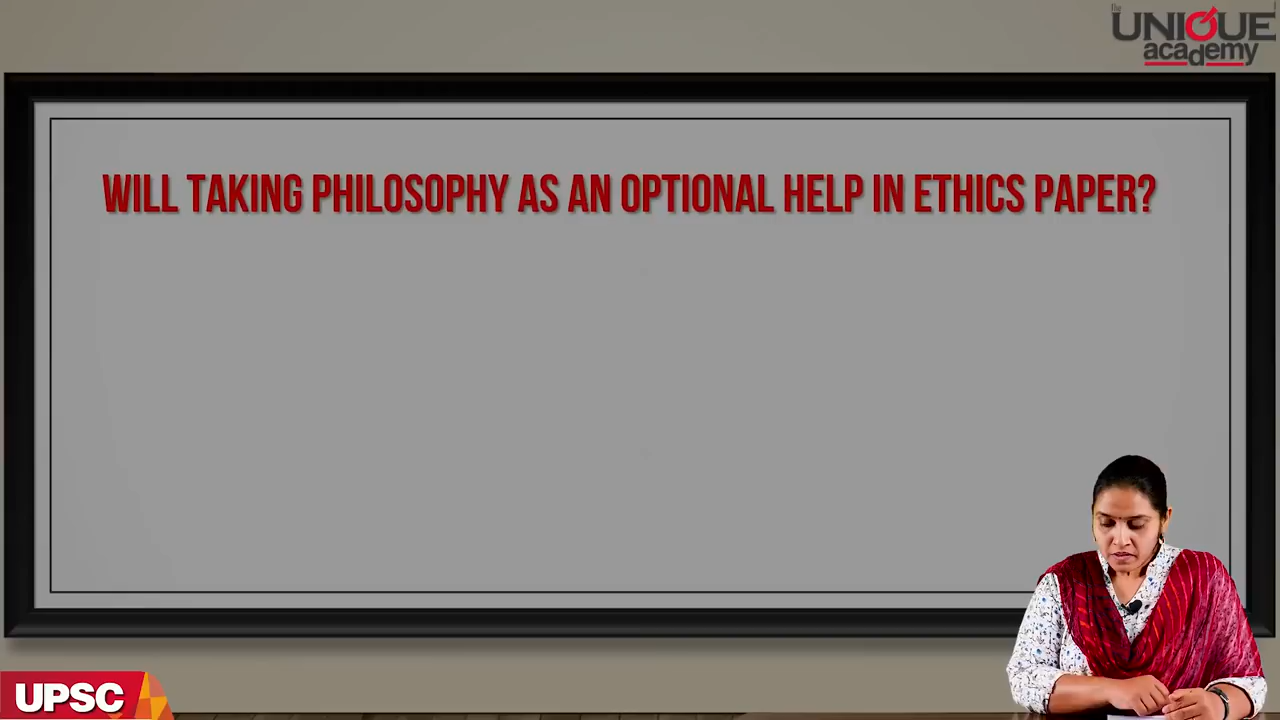 The
UNIQUE
academy
WILL TAKING PHILOSOPHY AS AN OPTIONAL HELP IN ETHICS PAPER?
UPSC